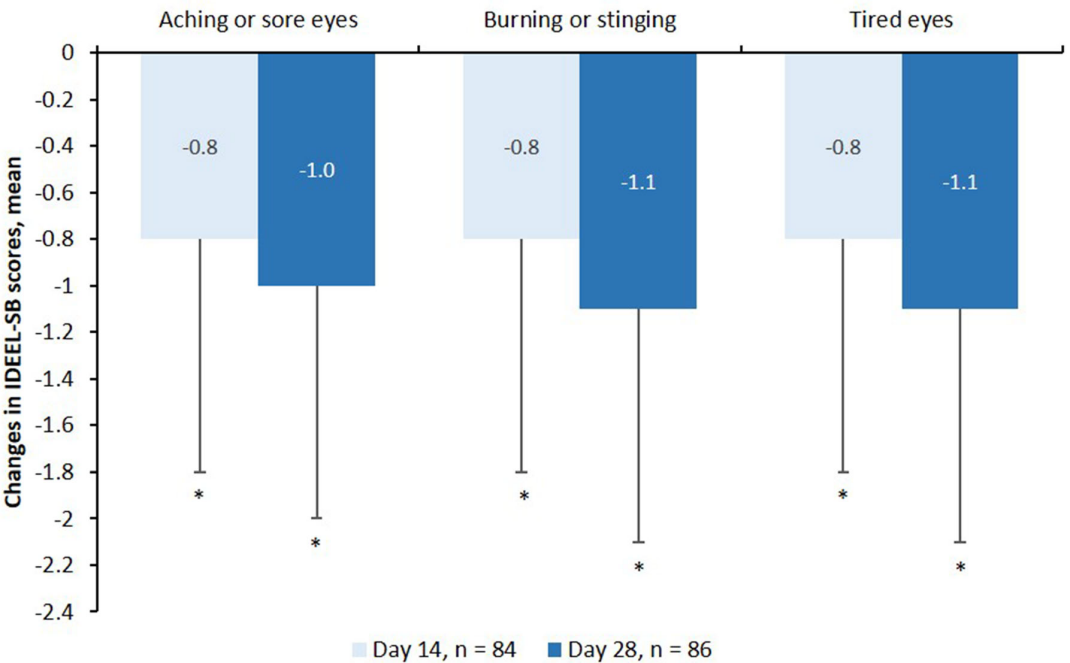 Aching or sore eyes Burning or stinging Tired eyes
Changes in IDEEL-SB scores, mean
0
-0.2
-0.4
-0.6
-0.8
-1
-1.2
-1.4
-1.6
-1.8
-2
-2.2
-2.4
-0.8 -1.0 -0.8 -1.1 -0.8 -1.1
* * * * * *
Day 14, n = 84 Day 28, n = 86